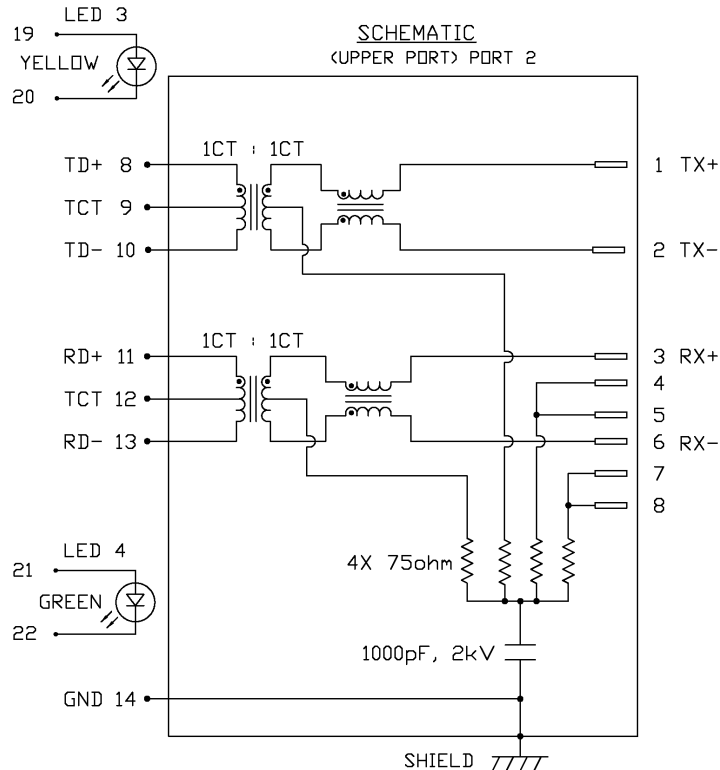 LED 3
19
SCHEMATIC
(UPPER PORT) PORT 2
YELLOW
20
1CT : 1CT
TD+ 8
1 TX+
TCT 9
TD- 10
2 TX-
1CT : 1CT
RD+ 11
3 RX+
4
TCT 12
5
RD- 13
6 RX-
7
8
LED 4
4X 75ohm
21
GREEN
22
1000pF, 2kV
GND 14
SHIELD